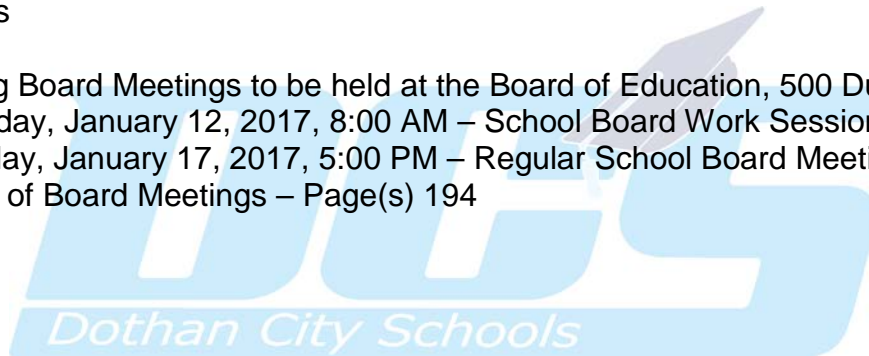 s
g Board Meetings to be held at the Board of Education, 500 Du
day, January 12, 2017, 8:00 AM – School Board Work Session
ay, January 17, 2017, 5:00 PM – Regular School Board Meeti
of Board Meetings – Page(s) 194
DCS
Dothan City Schools